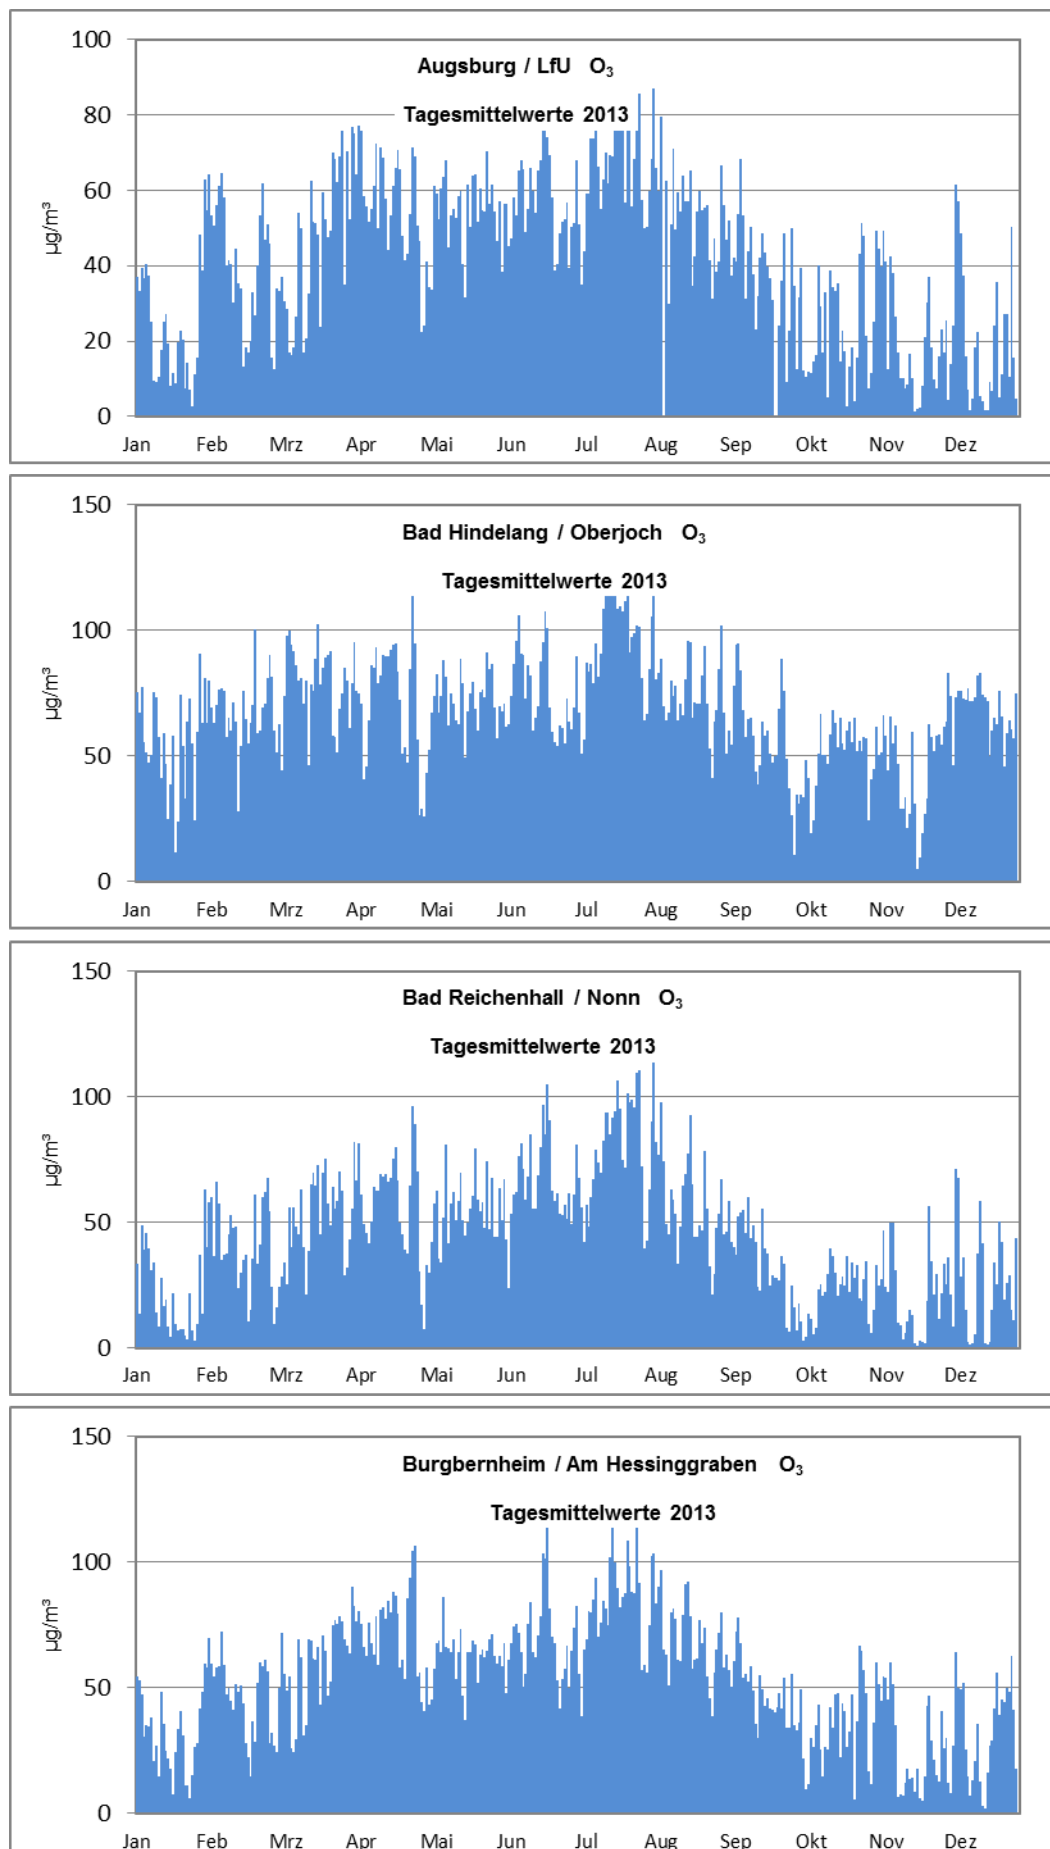 Augsburg / LfU O₃
Tagesmittelwerte 2013
µg/m³
100
80
60
40
20
0
Jan Feb Mrz Apr Mai Jun Jul Aug Sep Okt Nov Dez
Bad Hindelang / Oberjoch O₃
Tagesmittelwerte 2013
µg/m³
150
100
50
0
Jan Feb Mrz Apr Mai Jun Jul Aug Sep Okt Nov Dez
Bad Reichenhall / Nonn O₃
Tagesmittelwerte 2013
µg/m³
150
100
50
0
Jan Feb Mrz Apr Mai Jun Jul Aug Sep Okt Nov Dez
Burgbernheim / Am Hessinggraben O₃
Tagesmittelwerte 2013
µg/m³
150
100
50
0
Jan Feb Mrz Apr Mai Jun Jul Aug Sep Okt Nov Dez